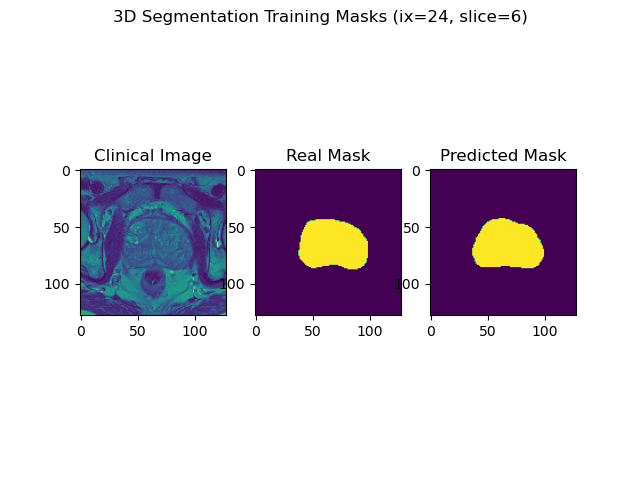 3D Segmentation Training Masks (ix=24, slice=6)
Clinical Image Real Mask Predicted Mask
0 0 0
50 50 50
100 100 100
0 50 100 0 50 100 0 50 100